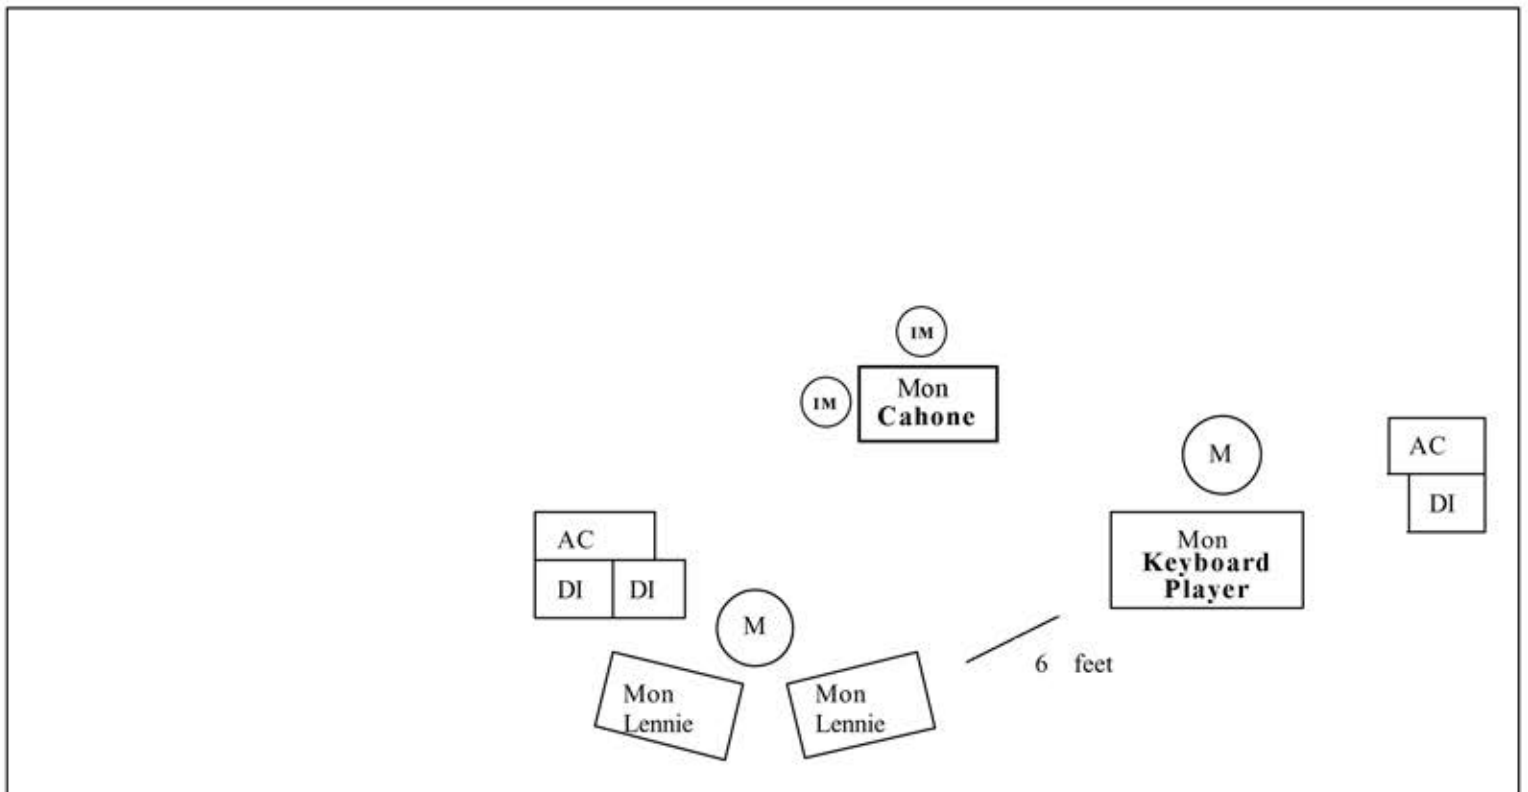 IM
IM
Mon
Cahone
M
AC
DI
AC
DI DI
Mon
Keyboard
Player
M
6 feet
Mon
Lennie
Mon
Lennie